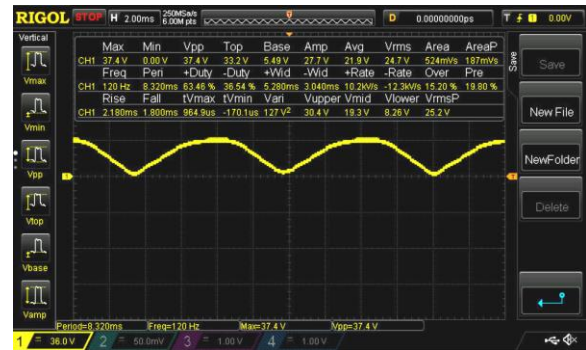 RIGOL STOP H 2.00ms 250MSa/s 6.00M pts D 0.00000000ps T 1 0.00V
Vertical
Max Min Vpp Top Base Amp Avg Vrms Area AreaP
CH1 37.4 V 0.00 V 37.4 V 33.2 V 5.49 V 27.7 V 21.9 V 24.7 V 524mVs 187mVs
Freq Peri +Duty -Duty +Wid -Wid +Rate -Rate Over Pre
CH1 120 Hz 8.320ms 63.46 % 36.54 % 5.280ms 3.040ms 10.2kV/s -12.3kV/s 15.20 % 19.80 %
Rise Fall tVmax tVmin Vari Vupper Vmid Vlower VrmsP
CH1 2.180ms 1.800ms 964.9us -170.1us 127 V² 30.4 V 19.3 V 8.26 V 25.2 V
Vmax
Vmin
Vpp
Vtop
Vbase
Vamp
Save
Save
New File
NewFolder
Delete
1
T
Period=8.320ms Freq=120 Hz Max=37.4 V Vpp=37.4 V
1 = 36.0 V 2 = 50.0mV 3 = 1.00 V 4 = 1.00 V